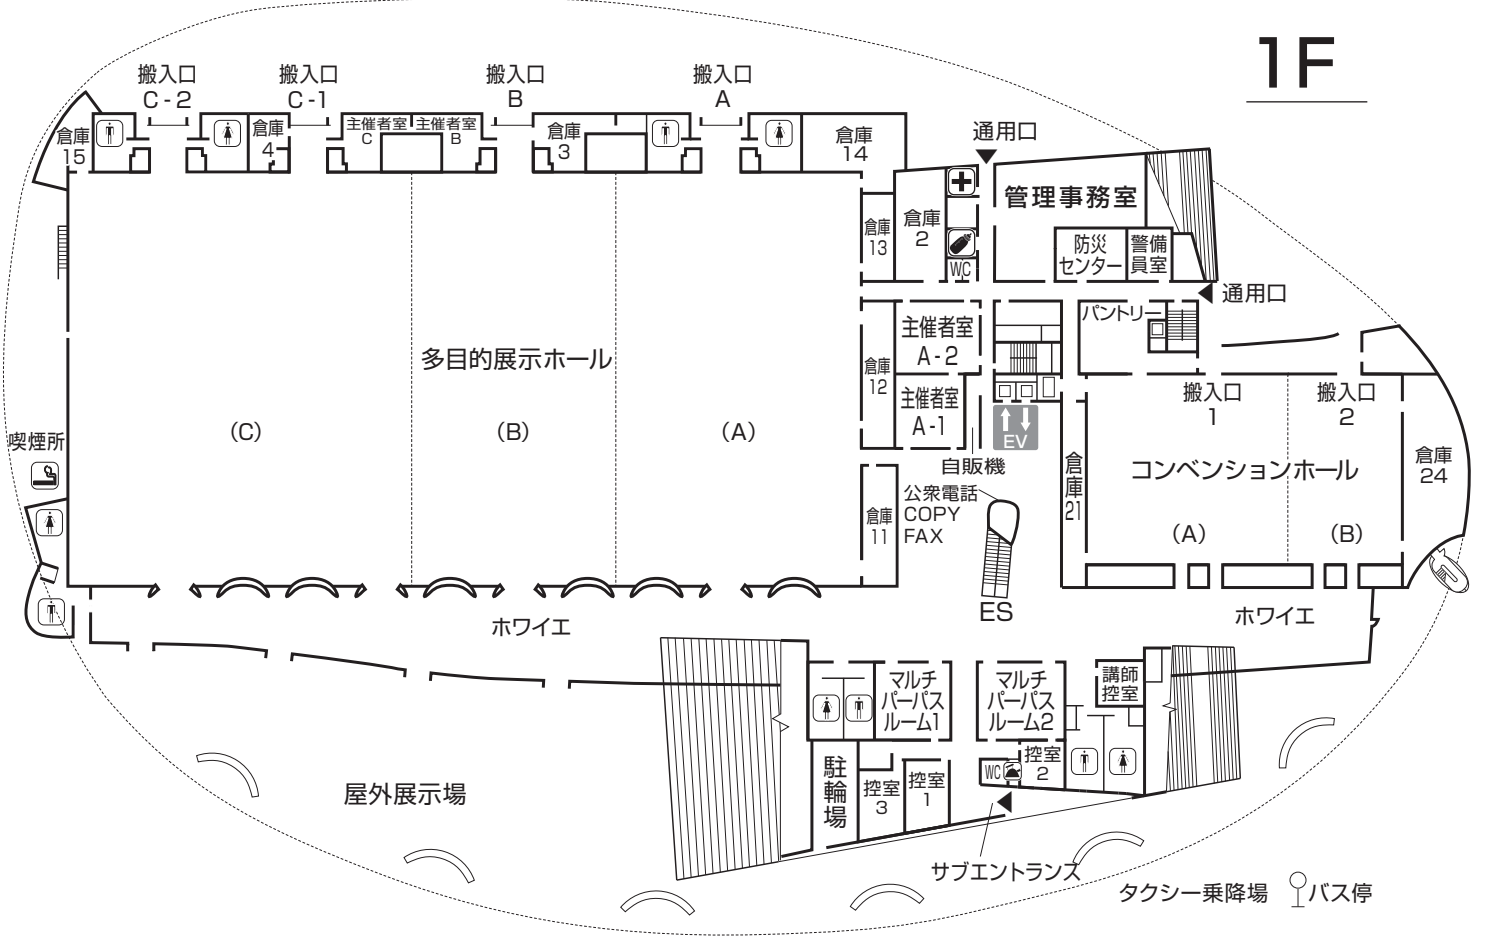 1F
搬入口
C-2
搬入口
C-1
搬入口
B
搬入口
A
倉庫
15
倉庫
4
主催者室
C
主催者室
B
倉庫
3
倉庫
14
通用口
管理事務室
倉庫
13
倉庫
2
WC
防災
センター
警備
員室
通用口
主催者室
A-2
パントリー
多目的展示ホール
倉庫
12
主催者室
A-1
搬入口
1
搬入口
2
(C)
(B)
(A)
EV
喫煙所
自販機
倉庫
21
コンベンションホール
倉庫
24
公衆電話
COPY
FAX
倉庫
11
(A)
(B)
ES
ホワイエ
ホワイエ
マルチ
パーパス
ルーム1
マルチ
パーパス
ルーム2
講師
控室
屋外展示場
駐輪場
控室
3
控室
1
WC
控室
2
サブエントランス
タクシー乗降場
バス停